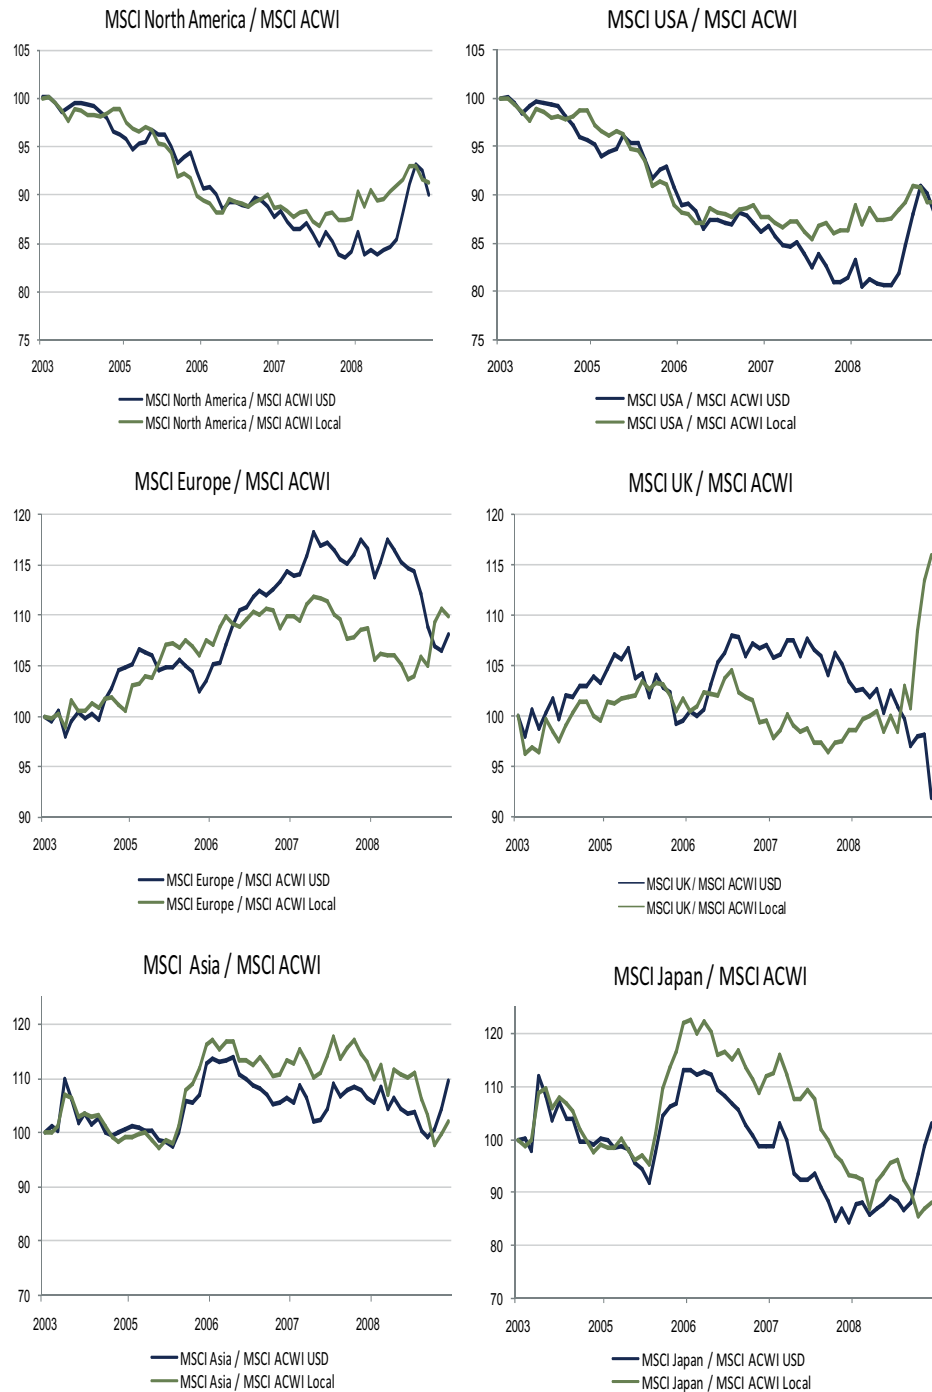 MSCI North America / MSCI ACWI
105
100
95
90
85
80
75
2003 2005 2006 2007 2008
MSCI North America / MSCI ACWI USD
MSCI North America / MSCI ACWI Local
MSCI USA / MSCI ACWI
105
100
95
90
85
80
75
2003 2005 2006 2007 2008
MSCI USA / MSCI ACWI USD
MSCI USA / MSCI ACWI Local
MSCI Europe / MSCI ACWI
120
115
110
105
100
95
90
2003 2005 2006 2007 2008
MSCI Europe / MSCI ACWI USD
MSCI Europe / MSCI ACWI Local
MSCI UK / MSCI ACWI
120
115
110
105
100
95
90
2003 2005 2006 2007 2008
MSCI UK / MSCI ACWI USD
MSCI UK / MSCI ACWI Local
MSCI Asia / MSCI ACWI
120
110
100
90
80
70
2003 2005 2006 2007 2008
MSCI Asia / MSCI ACWI USD
MSCI Asia / MSCI ACWI Local
MSCI Japan / MSCI ACWI
120
110
100
90
80
70
2003 2005 2006 2007 2008
MSCI Japan / MSCI ACWI USD
MSCI Japan / MSCI ACWI Local